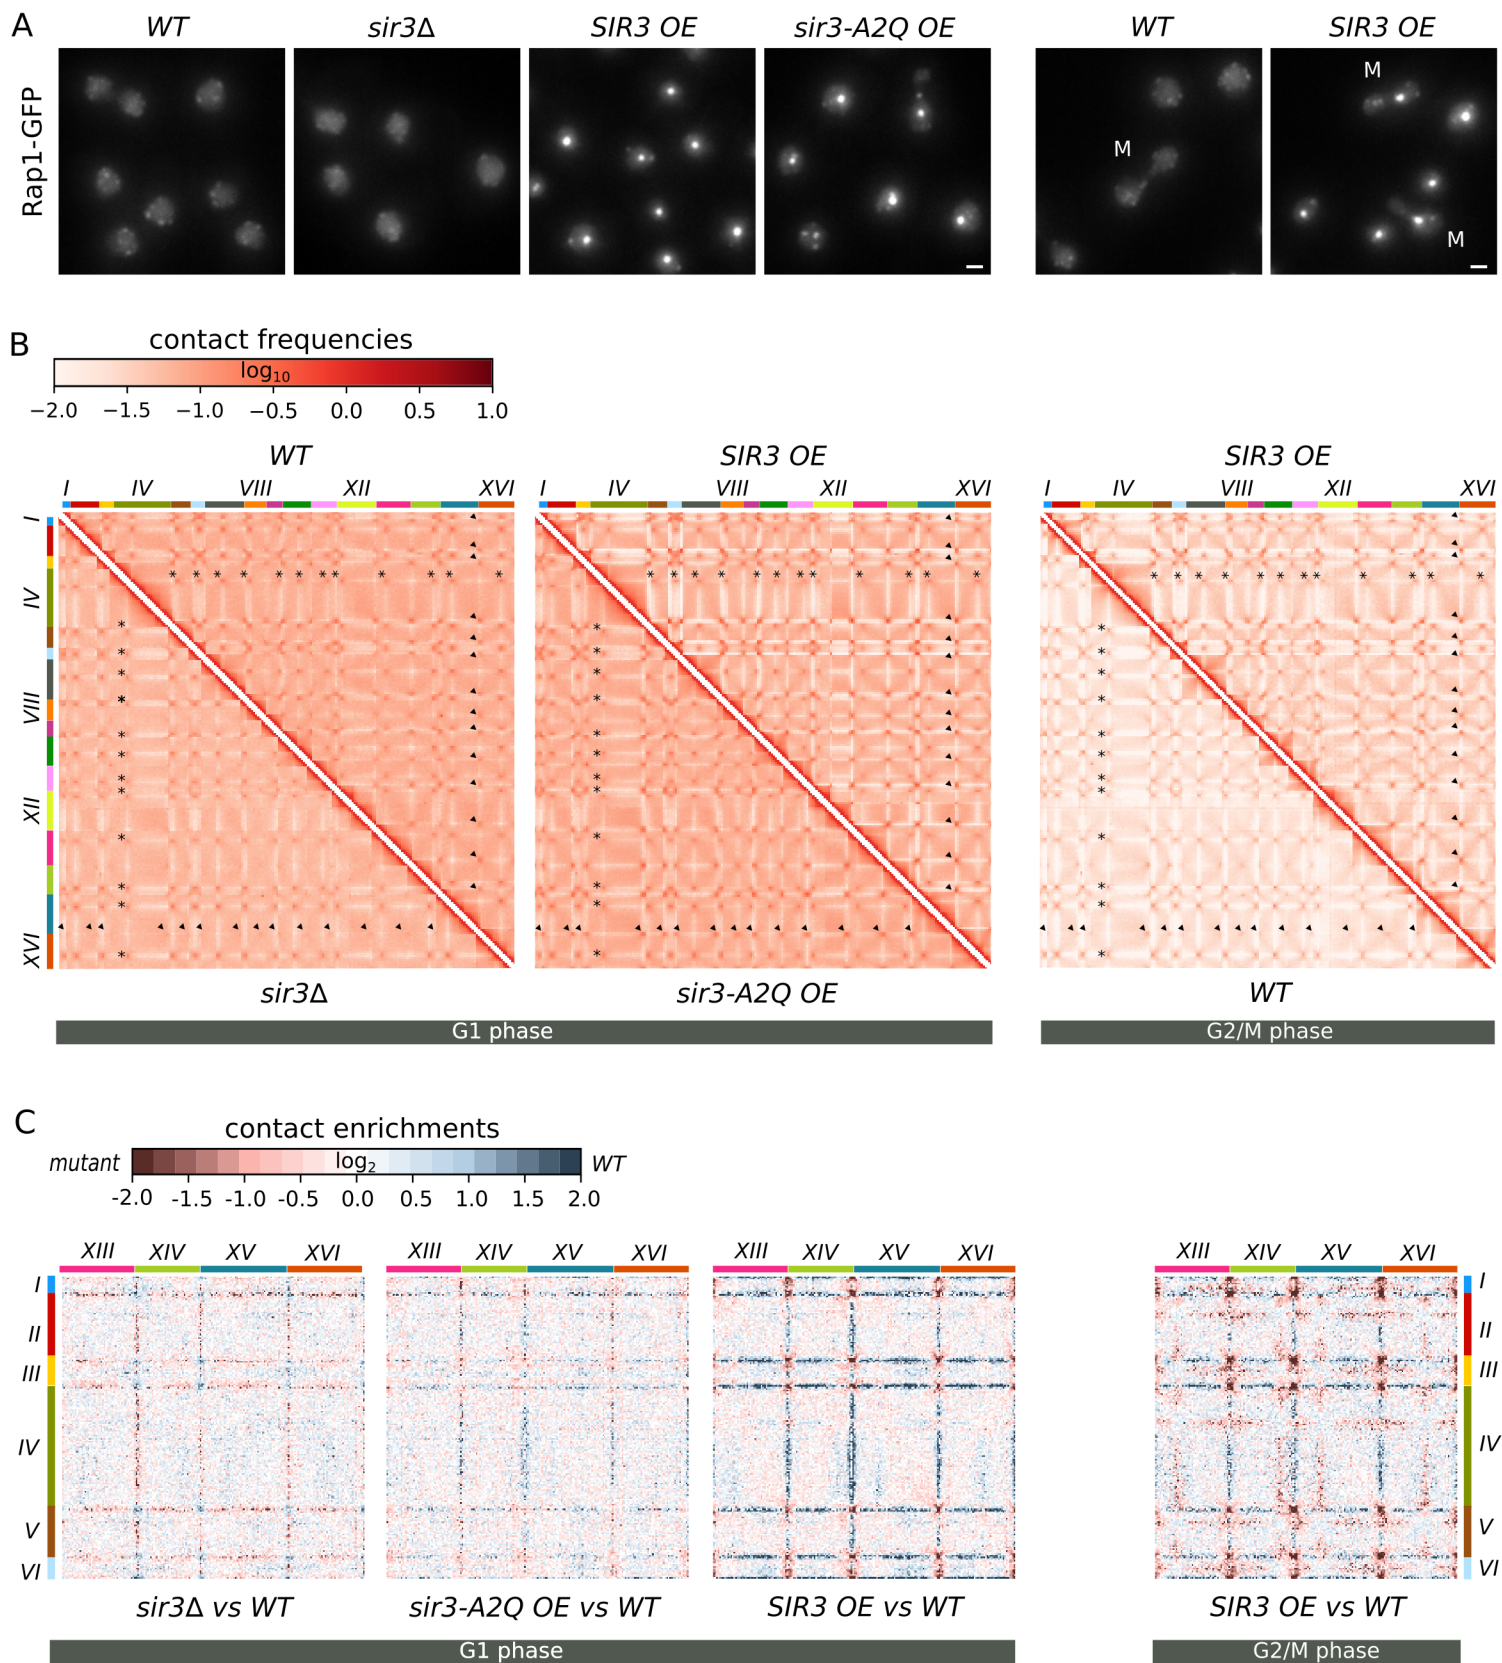 A
WT sir3Δ SIR3 OE sir3-A2Q OE WT SIR3 OE
Rap1-GFP
M
M
M
B
contact frequencies
log10
−2.0 −1.5 −1.0 −0.5 0.0 0.5 1.0
WT SIR3 OE SIR3 OE
I IV VIII XII XVI I IV VIII XII XVI I IV VIII XII XVI
I
IV
VIII
XII
XVI
sir3Δ sir3-A2Q OE WT
G1 phase G2/M phase
C
contact enrichments
mutant log2 WT
-2.0 -1.5 -1.0 -0.5 0.0 0.5 1.0 1.5 2.0
XIII XIV XV XVI XIII XIV XV XVI XIII XIV XV XVI XIII XIV XV XVI
I I
II II
III III
IV IV
V V
VI VI
sir3Δ vs WT sir3-A2Q OE vs WT SIR3 OE vs WT SIR3 OE vs WT
G1 phase G2/M phase